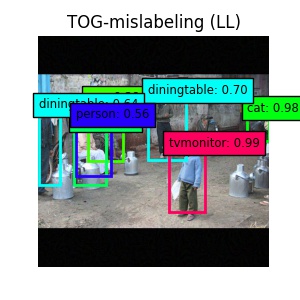 TOG-mislabeling (LL)
diningtable: 0.70
diningtable: 0.64
cat: 0.98
person: 0.56
tvmonitor: 0.99